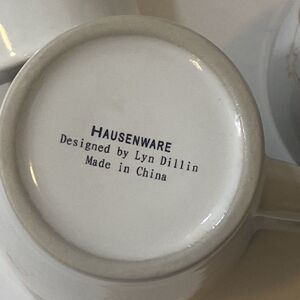 HAUSENWARE
Designed by Lyn Dillin
Made in China